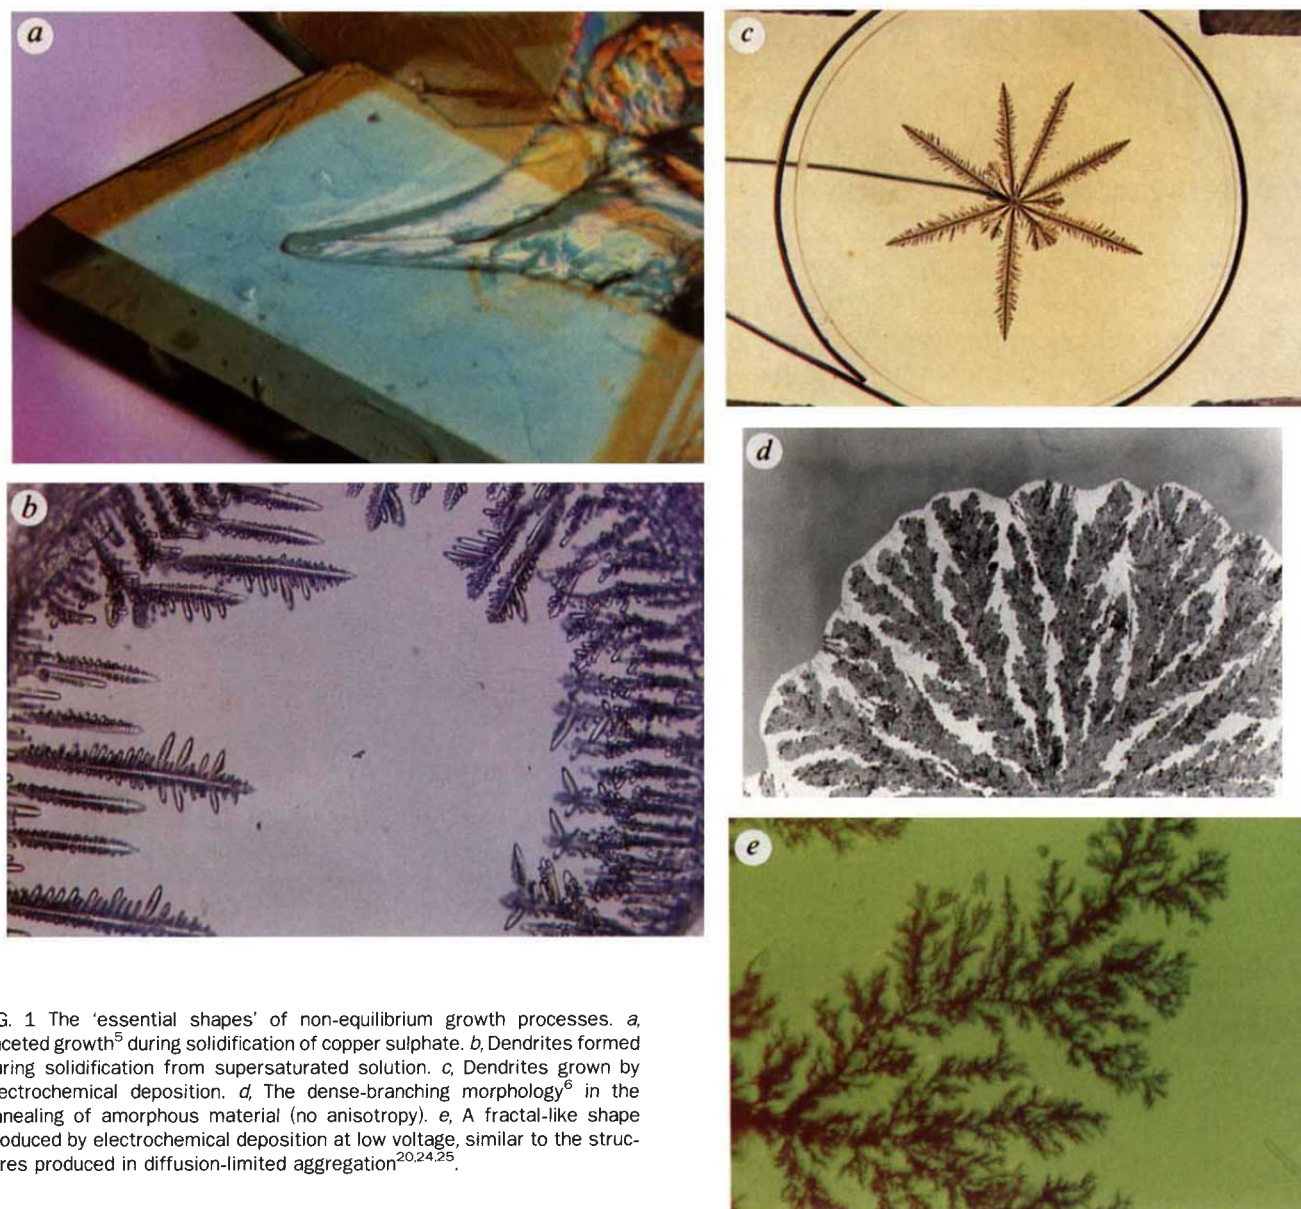 a
c
b
d
e
G. 1 The 'essential shapes' of non-equilibrium growth processes. a,
ceted growth5 during solidification of copper sulphate. b, Dendrites formed
ring solidification from supersaturated solution. c, Dendrites grown by
ectrochemical deposition. d, The dense-branching morphology6 in the
nnealing of amorphous material (no anisotropy). e, A fractal-like shape
oduced by electrochemical deposition at low voltage, similar to the struc-
res produced in diffusion-limited aggregation20,24,25.